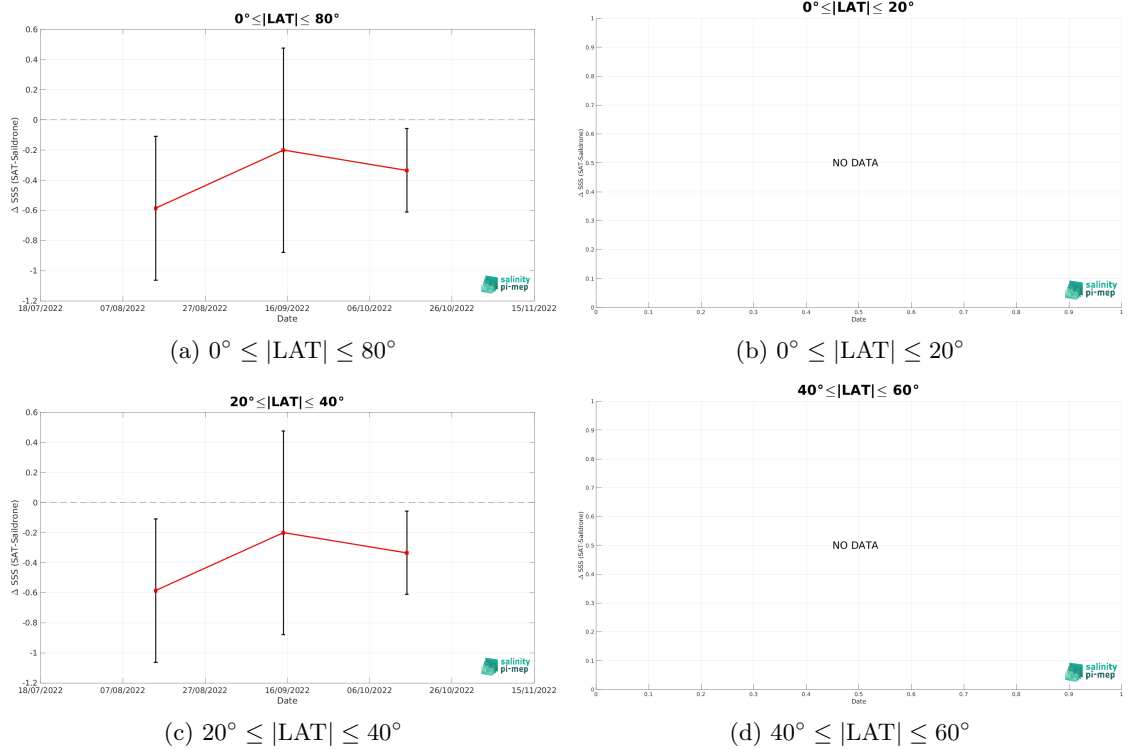 0°≤|LAT|≤ 80°
0.6
0.4
0.2
0
-0.2
-0.4
-0.6
-0.8
-1
-1.2
Δ SSS (SAT-Saildrone)
18/07/2022 07/08/2022 27/08/2022 16/09/2022 06/10/2022 26/10/2022 15/11/2022
Date
salinity
pi-mep
(a) 0° ≤ |LAT| ≤ 80°
0°≤|LAT|≤ 20°
1
0.9
0.8
0.7
0.6
0.5
0.4
0.3
0.2
0.1
0
Δ SSS (SAT-Saildrone)
NO DATA
0 0.1 0.2 0.3 0.4 0.5 0.6 0.7 0.8 0.9 1
Date
salinity
pi-mep
(b) 0° ≤ |LAT| ≤ 20°
20°≤|LAT|≤ 40°
0.6
0.4
0.2
0
-0.2
-0.4
-0.6
-0.8
-1
-1.2
Δ SSS (SAT-Saildrone)
18/07/2022 07/08/2022 27/08/2022 16/09/2022 06/10/2022 26/10/2022 15/11/2022
Date
salinity
pi-mep
(c) 20° ≤ |LAT| ≤ 40°
40°≤|LAT|≤ 60°
1
0.9
0.8
0.7
0.6
0.5
0.4
0.3
0.2
0.1
0
Δ SSS (SAT-Saildrone)
NO DATA
0 0.1 0.2 0.3 0.4 0.5 0.6 0.7 0.8 0.9 1
Date
salinity
pi-mep
(d) 40° ≤ |LAT| ≤ 60°